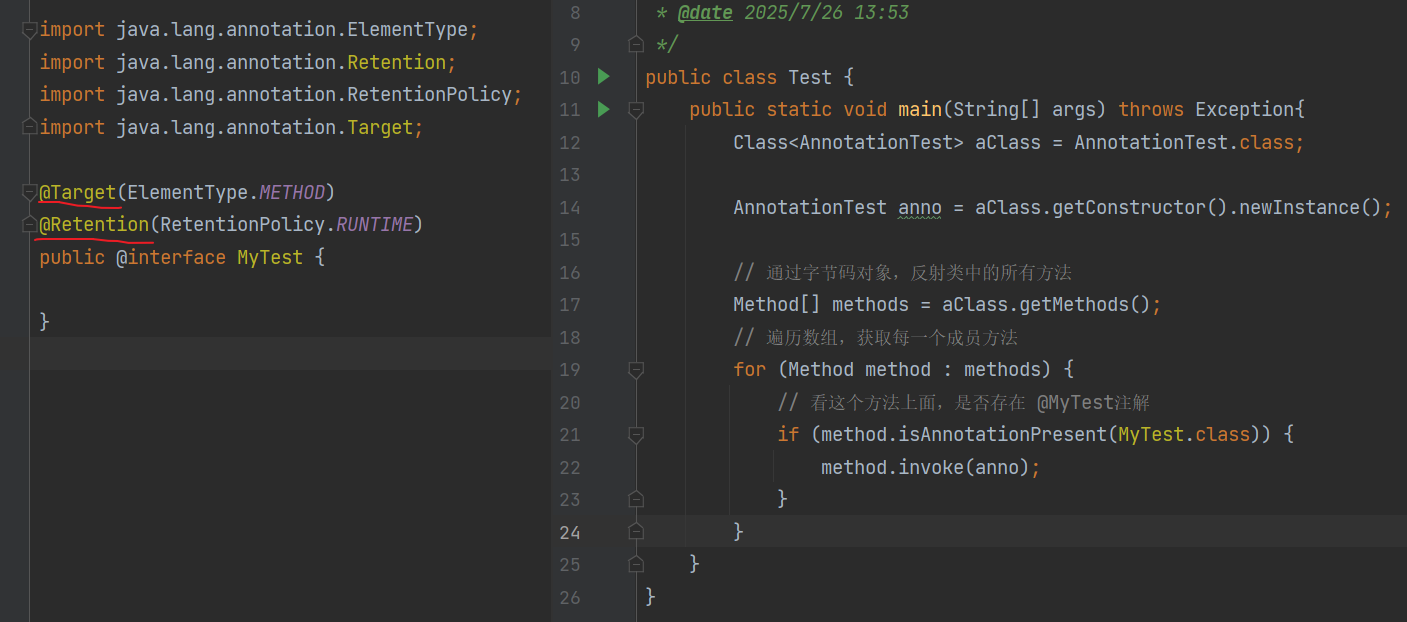 import java.lang.annotation.ElementType;
import java.lang.annotation.Retention;
import java.lang.annotation.RetentionPolicy;
import java.lang.annotation.Target;
@Target(ElementType.METHOD)
@Retention(RetentionPolicy.RUNTIME)
public @interface MyTest {
}
8 * @date 2025/7/26 13:53
9 */
10 public class Test {
11 public static void main(String[] args) throws Exception{
12 Class<AnnotationTest> aClass = AnnotationTest.class;
13
14 AnnotationTest anno = aClass.getConstructor().newInstance();
15
16 // 通过字节码对象，反射类中的所有方法
17 Method[] methods = aClass.getMethods();
18 // 遍历数组，获取每一个成员方法
19 for (Method method : methods) {
20 // 看这个方法上面，是否存在 @MyTest注解
21 if (method.isAnnotationPresent(MyTest.class)) {
22 method.invoke(anno);
23 }
24 }
25 }
26 }